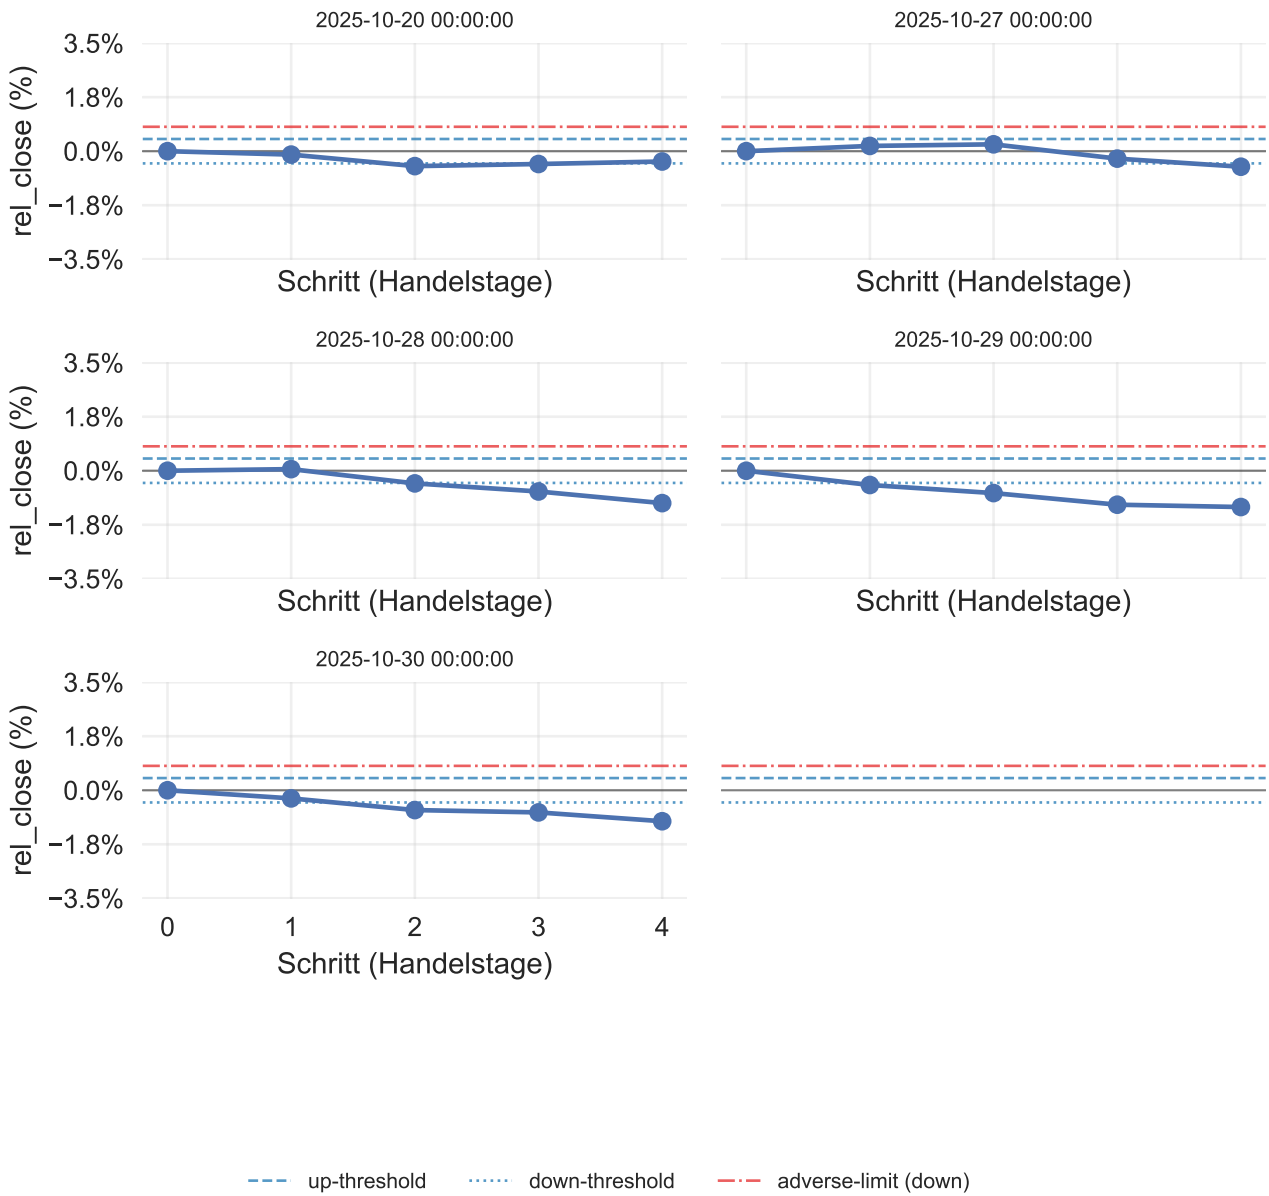 2025-10-20 00:00:00
2025-10-27 00:00:00
3.5%
1.8%
0.0%
−1.8%
−3.5%
rel_close (%)
Schritt (Handelstage)
Schritt (Handelstage)
2025-10-28 00:00:00
2025-10-29 00:00:00
3.5%
1.8%
0.0%
−1.8%
−3.5%
rel_close (%)
Schritt (Handelstage)
Schritt (Handelstage)
2025-10-30 00:00:00
3.5%
1.8%
0.0%
−1.8%
−3.5%
rel_close (%)
0 1 2 3 4
Schritt (Handelstage)
up-threshold down-threshold adverse-limit (down)